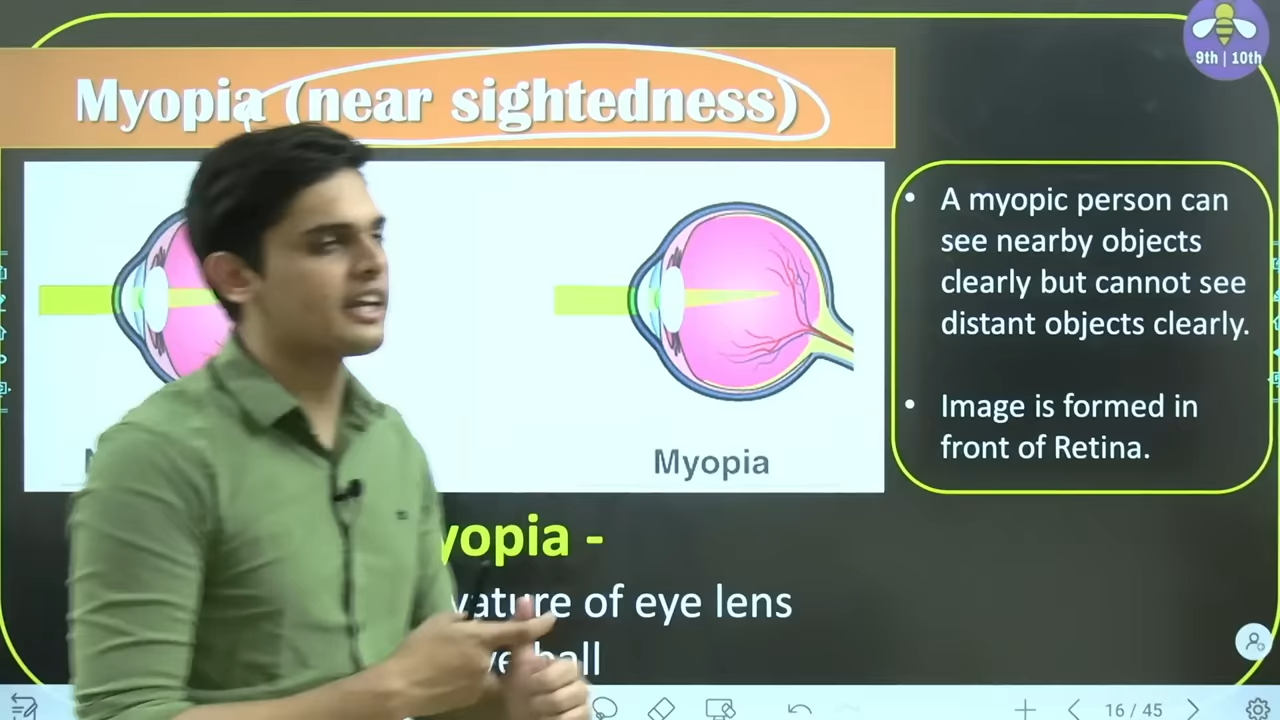 9th | 10th
Myopia (near sightedness)
• A myopic person can
see nearby objects
clearly but cannot see
distant objects clearly.
• Image is formed in
front of Retina.
Myopia
yopia -
vature of eye lens
ball
16 / 45